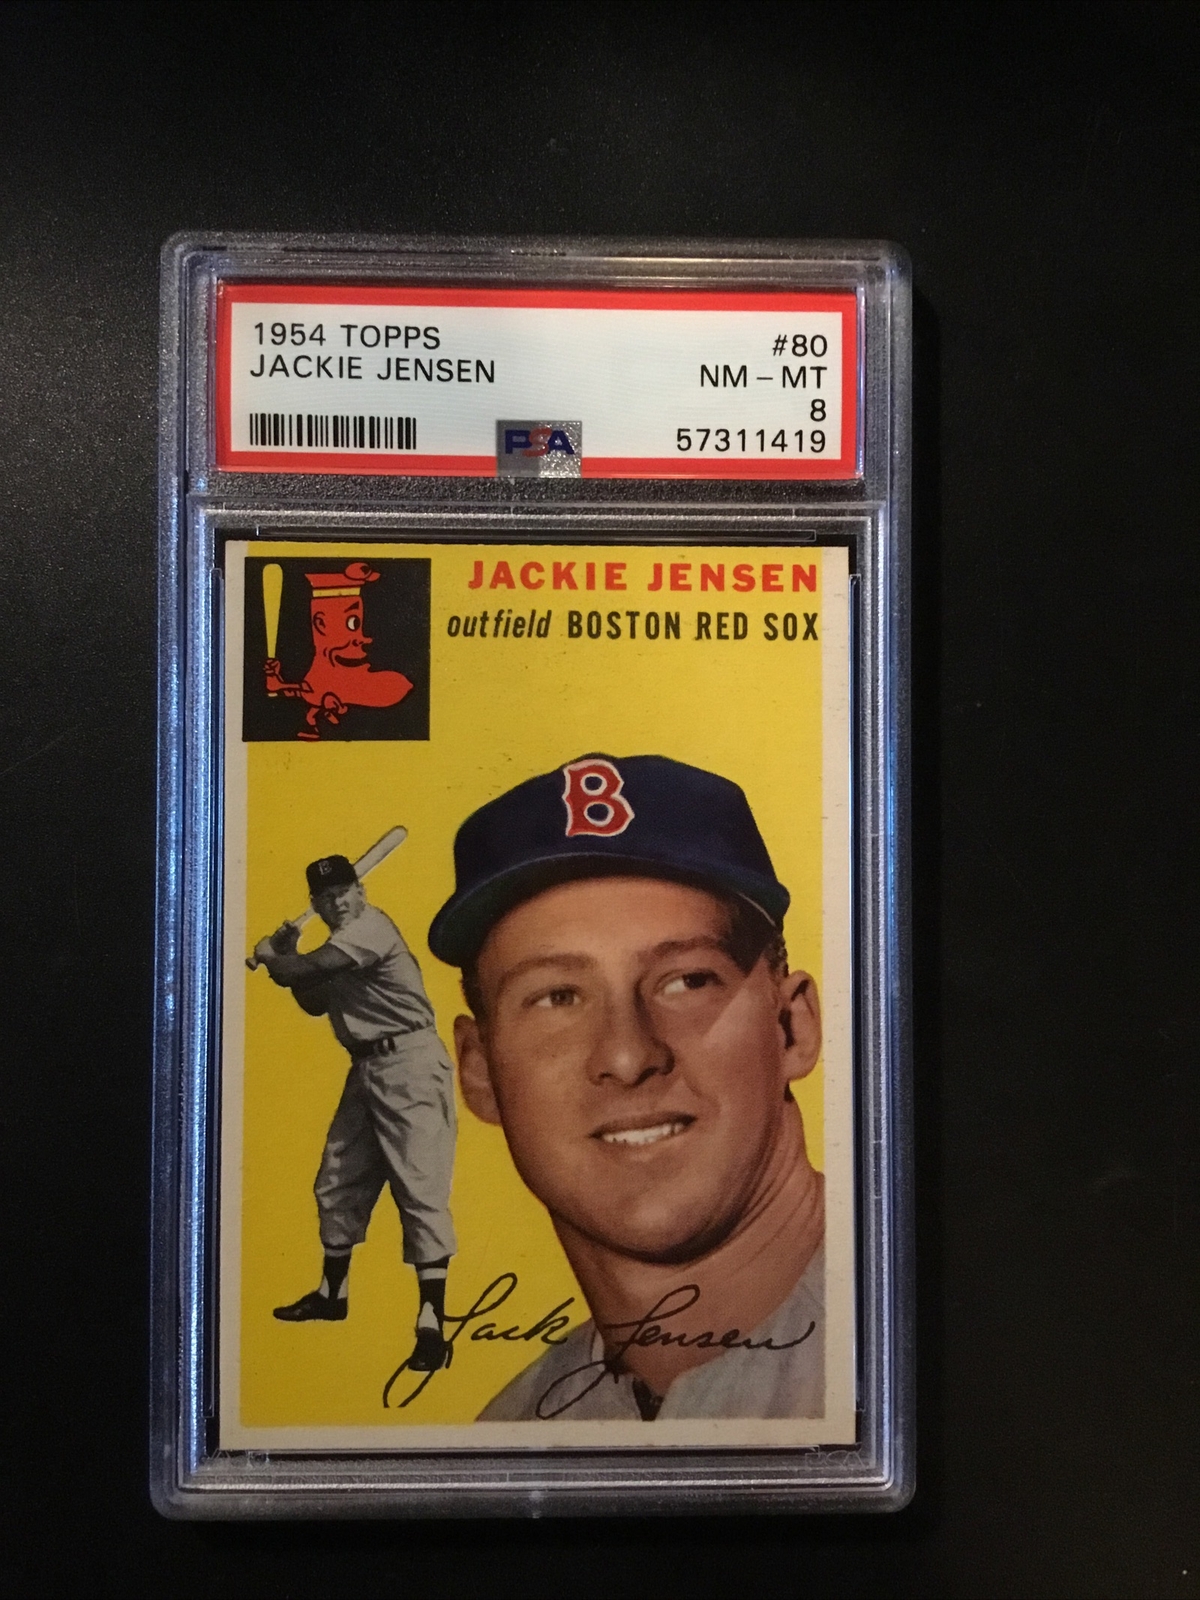 1954 TOPPS #80
JACKIE JENSEN NM - MT
8
PSA 57311419
JACKIE JENSEN
outfield BOSTON RED SOX
B
B
Jack Jensen